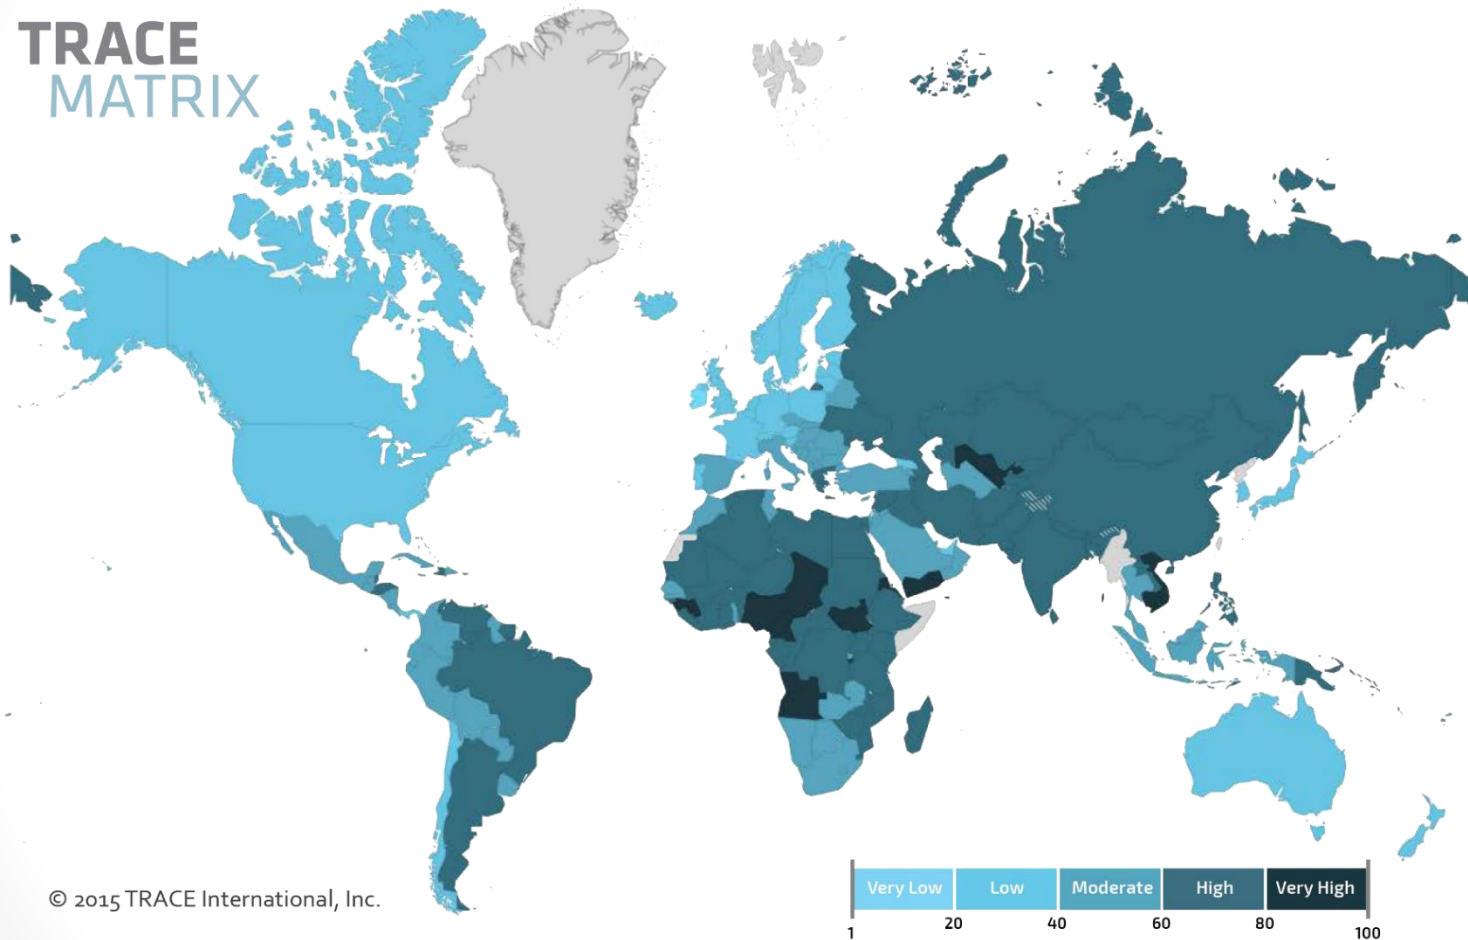 TRACE
MATRIX
© 2015 TRACE International, Inc.
Very Low Low Moderate High Very High
1 20 40 60 80 100